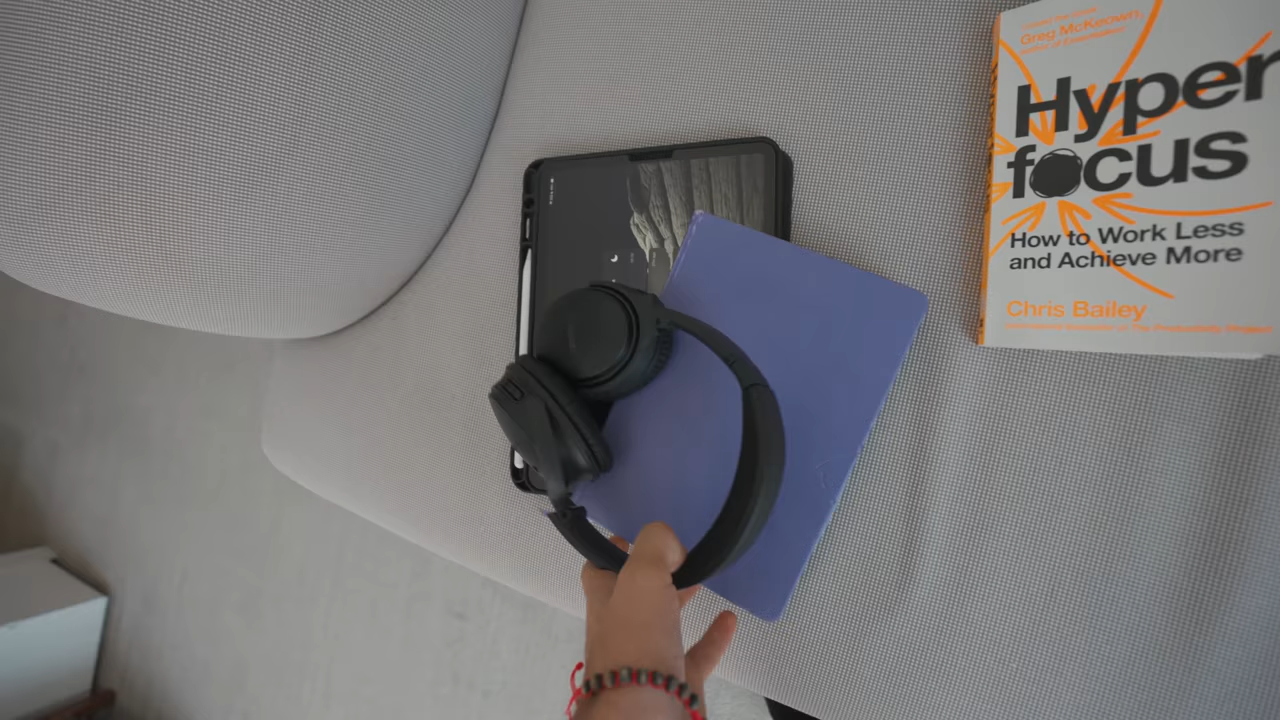 Greg McKeown,
Hyper
focus
How to Work Less
and Achieve More
Chris Bailey